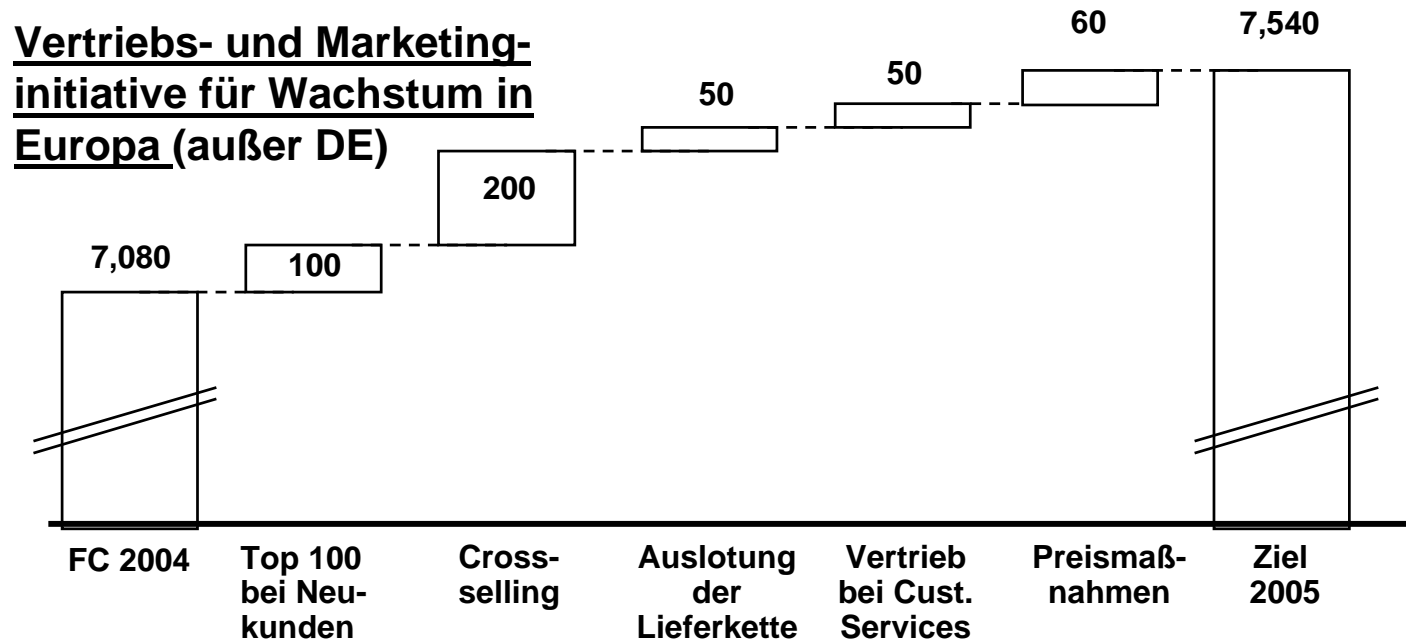 Vertriebs- und Marketing-
initiative für Wachstum in
Europa (außer DE)
7,080
100
200
50
50
60
7,540
FC 2004
Top 100
bei Neu-
kunden
Cross-
selling
Auslotung
der
Lieferkette
Vertrieb
bei Cust.
Services
Preismaß-
nahmen
Ziel
2005